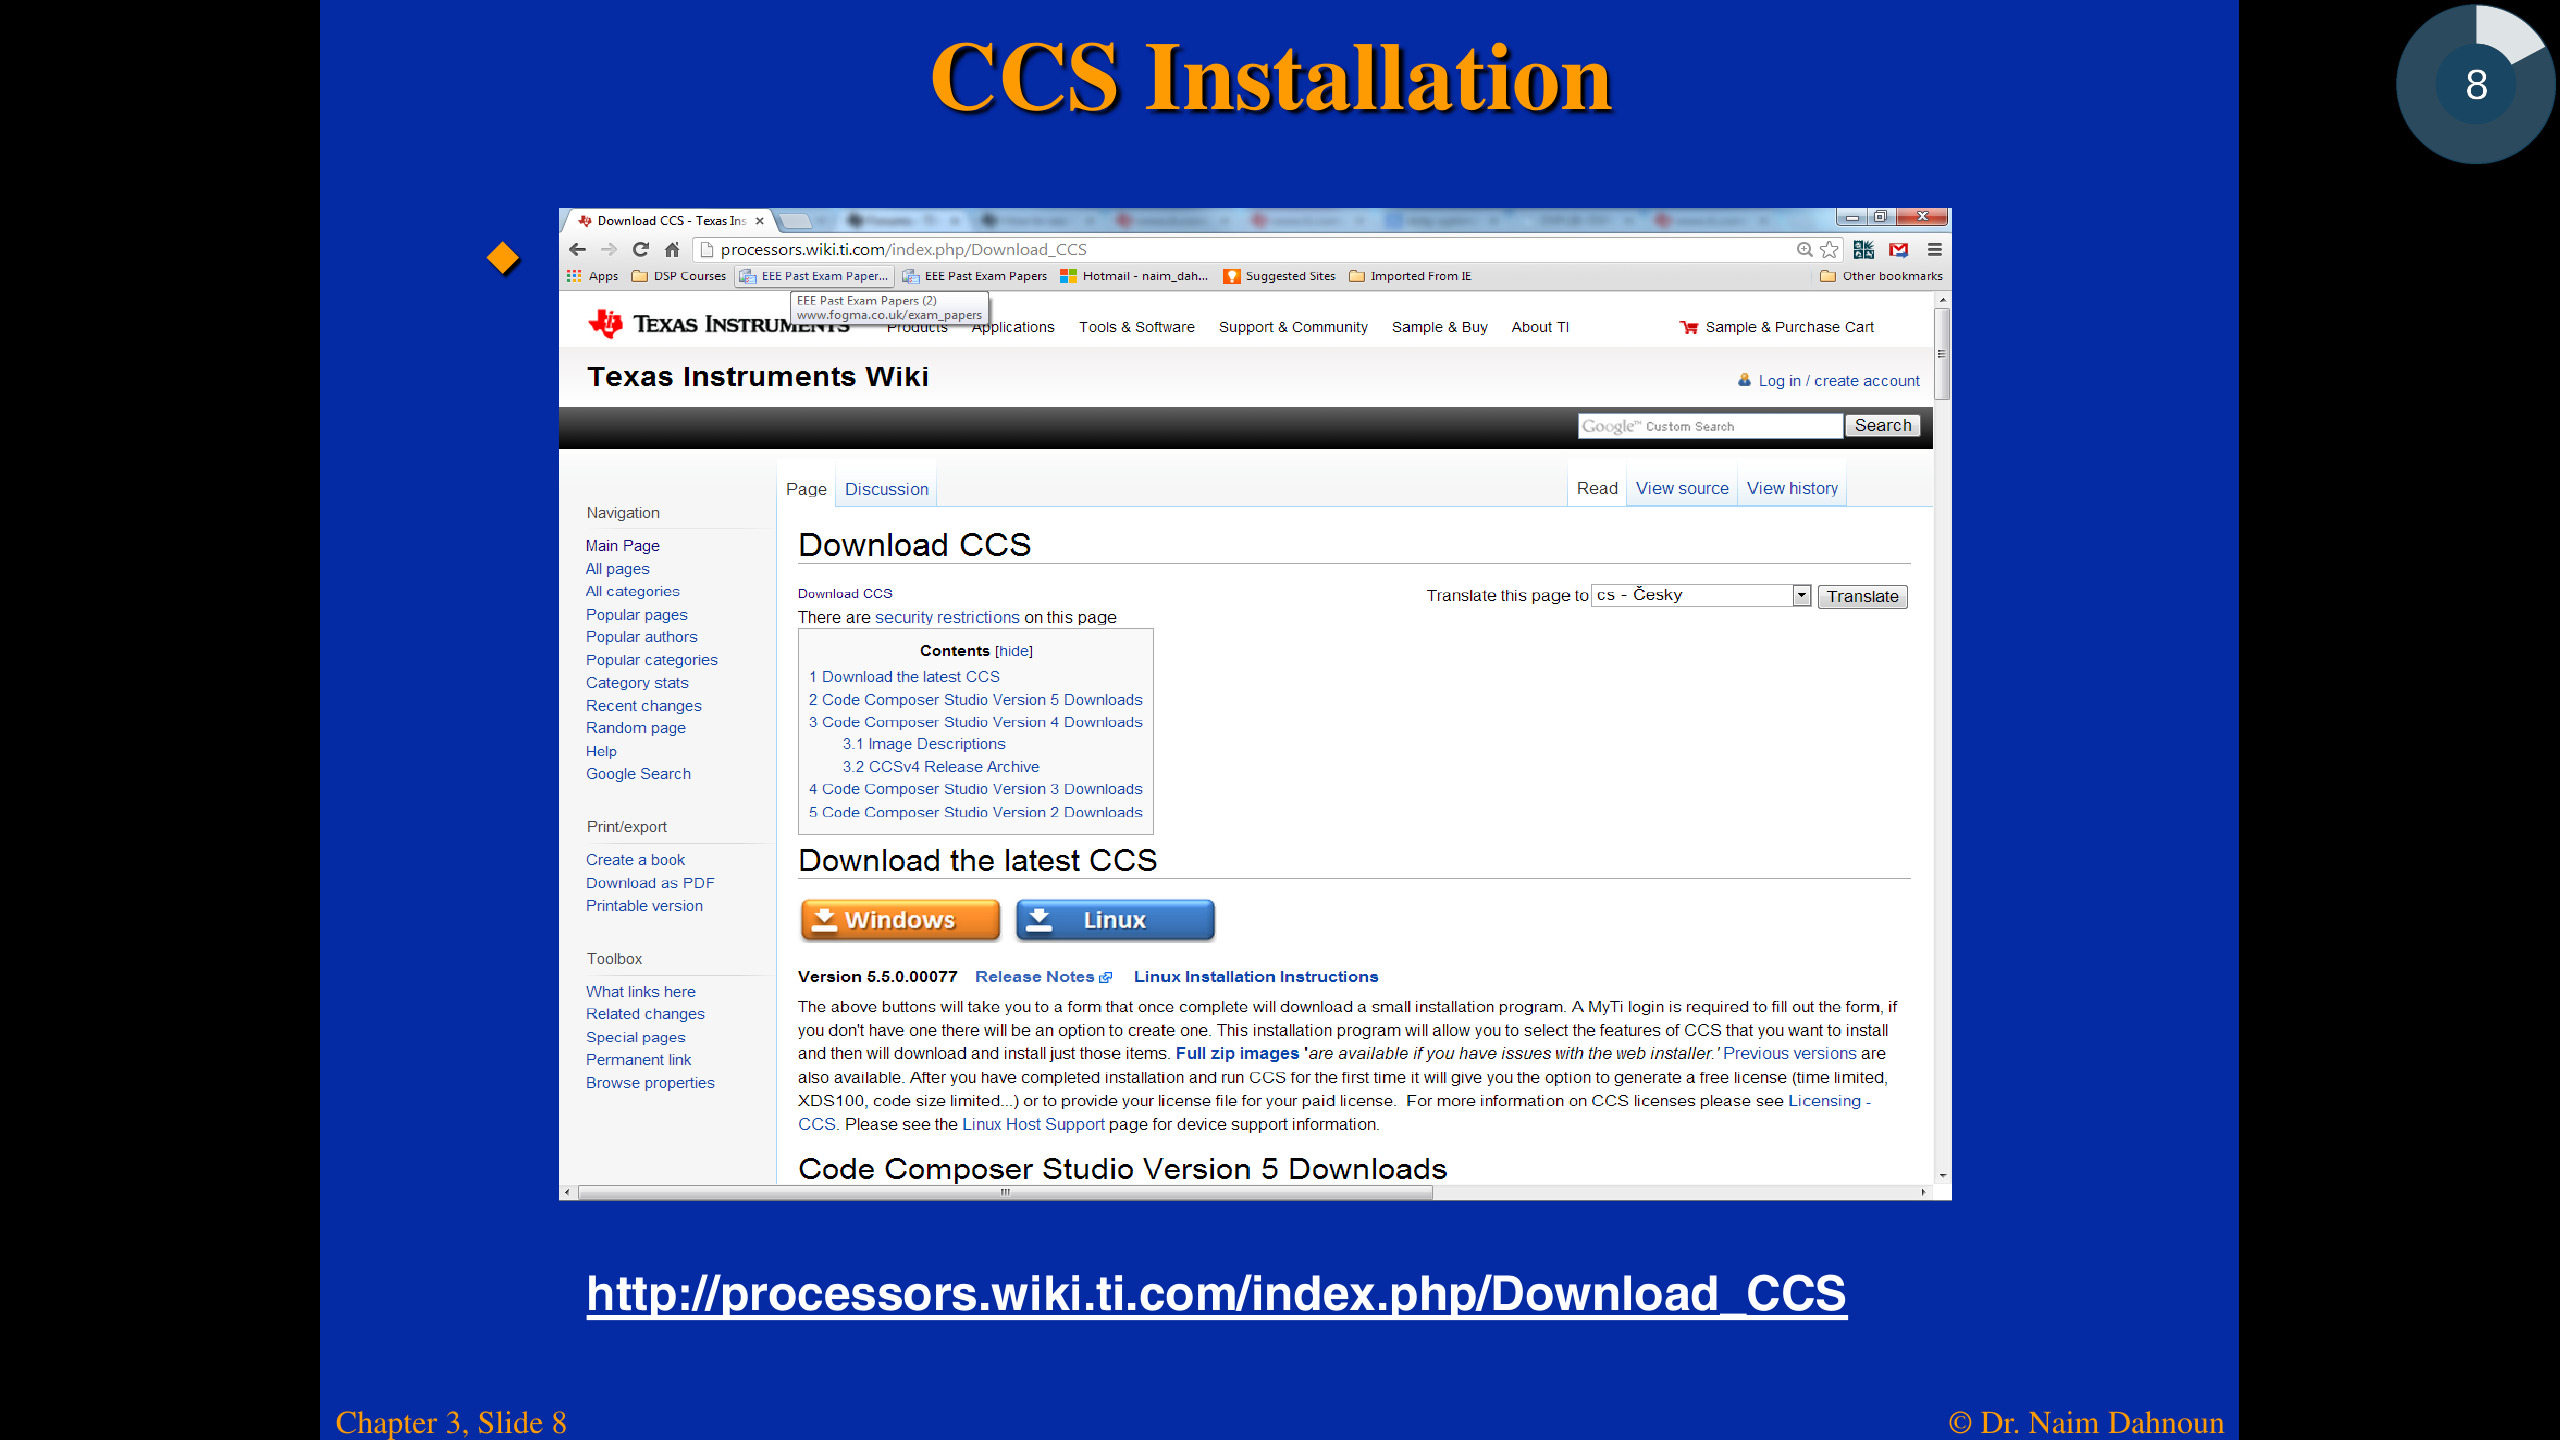 CCS Installation
8
Download CCS - Texas Ins
processors.wiki.ti.com/index.php/Download_CCS
Apps DSP Courses EEE Past Exam Paper... EEE Past Exam Papers Hotmail - naim_dah... Suggested Sites Imported From IE Other bookmarks
EEE Past Exam Papers (2)
www.fogma.co.uk/exam_papers
TEXAS INSTRUMENTS Products Applications Tools & Software Support & Community Sample & Buy About TI Sample & Purchase Cart
Texas Instruments Wiki
Log in / create account
Google™ Custom Search Search
Page Discussion Read View source View history
Navigation
Main Page
All pages
All categories
Popular pages
Popular authors
Popular categories
Category stats
Recent changes
Random page
Help
Google Search
Print/export
Create a book
Download as PDF
Printable version
Toolbox
What links here
Related changes
Special pages
Permanent link
Browse properties
Download CCS
Download CCS
Translate this page to cs - Česky Translate
There are security restrictions on this page
Contents [hide]
1 Download the latest CCS
2 Code Composer Studio Version 5 Downloads
3 Code Composer Studio Version 4 Downloads
3.1 Image Descriptions
3.2 CCSv4 Release Archive
4 Code Composer Studio Version 3 Downloads
5 Code Composer Studio Version 2 Downloads
Download the latest CCS
Windows Linux
Version 5.5.0.00077 Release Notes Linux Installation Instructions
The above buttons will take you to a form that once complete will download a small installation program. A MyTi login is required to fill out the form, if
you don't have one there will be an option to create one. This installation program will allow you to select the features of CCS that you want to install
and then will download and install just those items. Full zip images 'are available if you have issues with the web installer.' Previous versions are
also available. After you have completed installation and run CCS for the first time it will give you the option to generate a free license (time limited,
XDS100, code size limited...) or to provide your license file for your paid license. For more information on CCS licenses please see Licensing -
CCS. Please see the Linux Host Support page for device support information.
Code Composer Studio Version 5 Downloads
http://processors.wiki.ti.com/index.php/Download_CCS
Chapter 3, Slide 8
© Dr. Naim Dahnoun